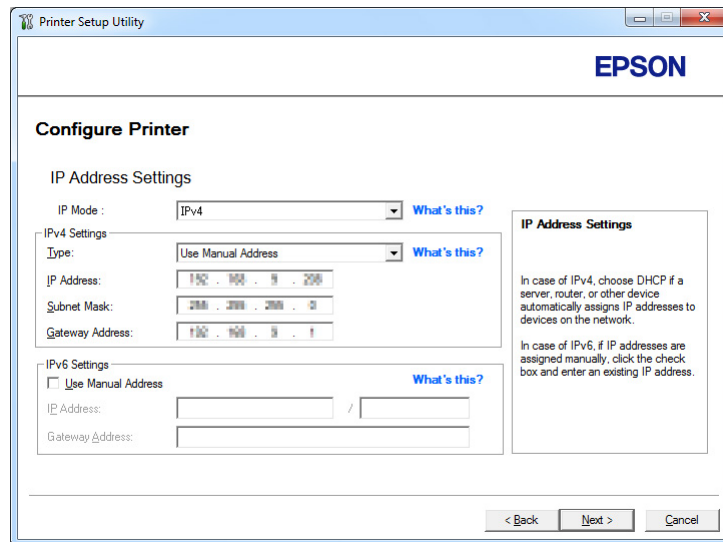 Printer Setup Utility
EPSON
Configure Printer
IP Address Settings
IP Mode :
IPv4
What's this?
IPv4 Settings
Type:
Use Manual Address
What's this?
IP Address:
Subnet Mask:
Gateway Address:
IPv6 Settings
Use Manual Address
What's this?
IP Address:
/
Gateway Address:
IP Address Settings
In case of IPv4, choose DHCP if a
server, router, or other device
automatically assigns IP addresses to
devices on the network.
In case of IPv6, if IP addresses are
assigned manually, click the check
box and enter an existing IP address.
< Back
Next >
Cancel